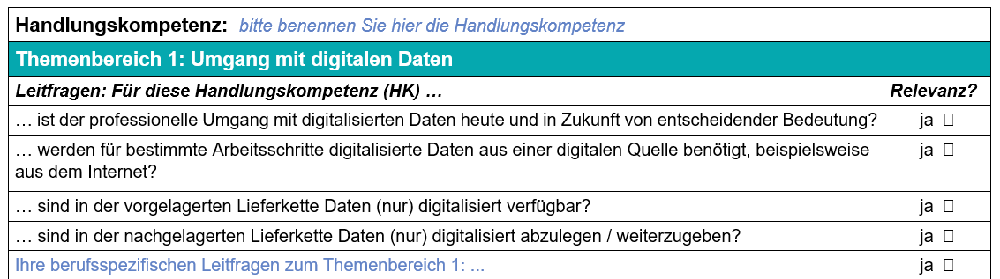 Handlungskompetenz: bitte benennen Sie hier die Handlungskompetenz
Themenbereich 1: Umgang mit digitalen Daten
Leitfragen: Für diese Handlungskompetenz (HK) … Relevanz?
… ist der professionelle Umgang mit digitalisierten Daten heute und in Zukunft von entscheidender Bedeutung? ja ☐
… werden für bestimmte Arbeitsschritte digitalisierte Daten aus einer digitalen Quelle benötigt, beispielsweise ja ☐
aus dem Internet?
… sind in der vorgelagerten Lieferkette Daten (nur) digitalisiert verfügbar? ja ☐
… sind in der nachgelagerten Lieferkette Daten (nur) digitalisiert abzulegen / weiterzugeben? ja ☐
Ihre berufsspezifischen Leitfragen zum Themenbereich 1: ... ja ☐